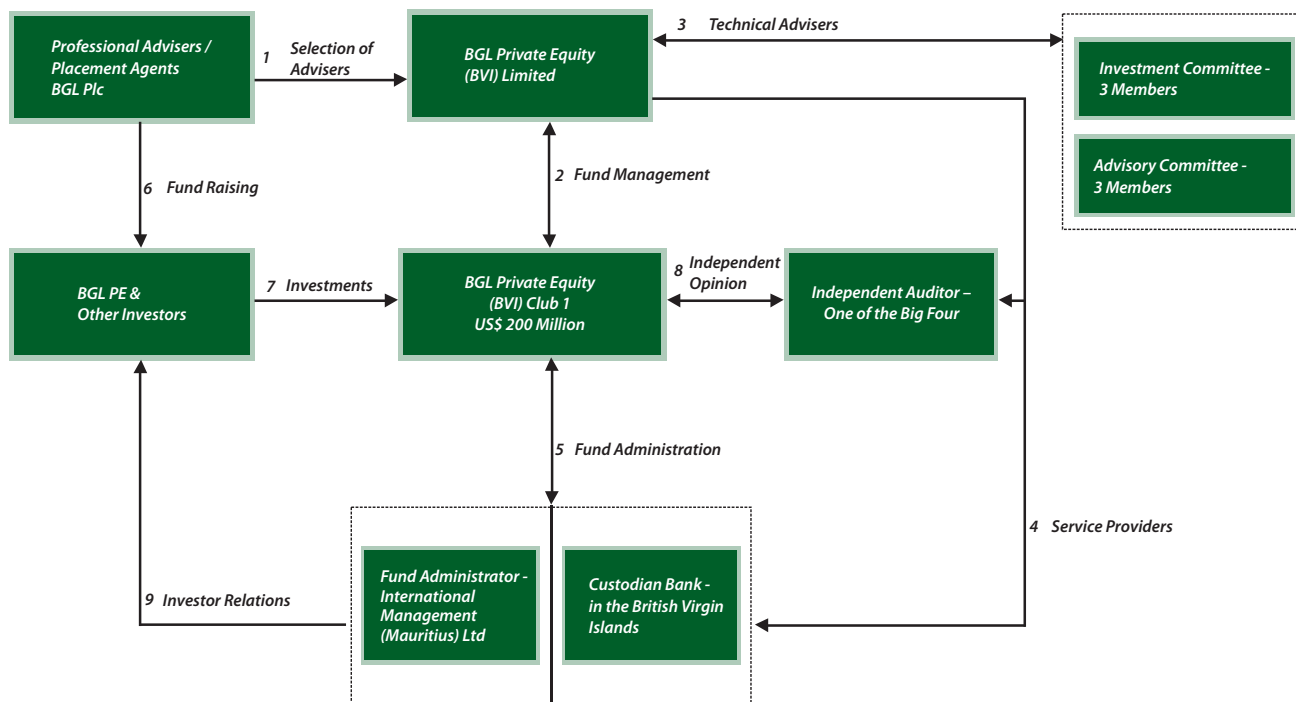 Professional Advisers /
Placement Agents
BGL Plc
1 Selection of
Advisers
BGL Private Equity
(BVI) Limited
3 Technical Advisers
Investment Committee -
3 Members
Advisory Committee -
3 Members
6 Fund Raising
2 Fund Management
BGL PE &
Other Investors
7 Investments
BGL Private Equity
(BVI) Club 1
US$ 200 Million
8 Independent
Opinion
Independent Auditor –
One of the Big Four
5 Fund Administration
4 Service Providers
9 Investor Relations
Fund Administrator -
International
Management
(Mauritius) Ltd
Custodian Bank -
in the British Virgin
Islands